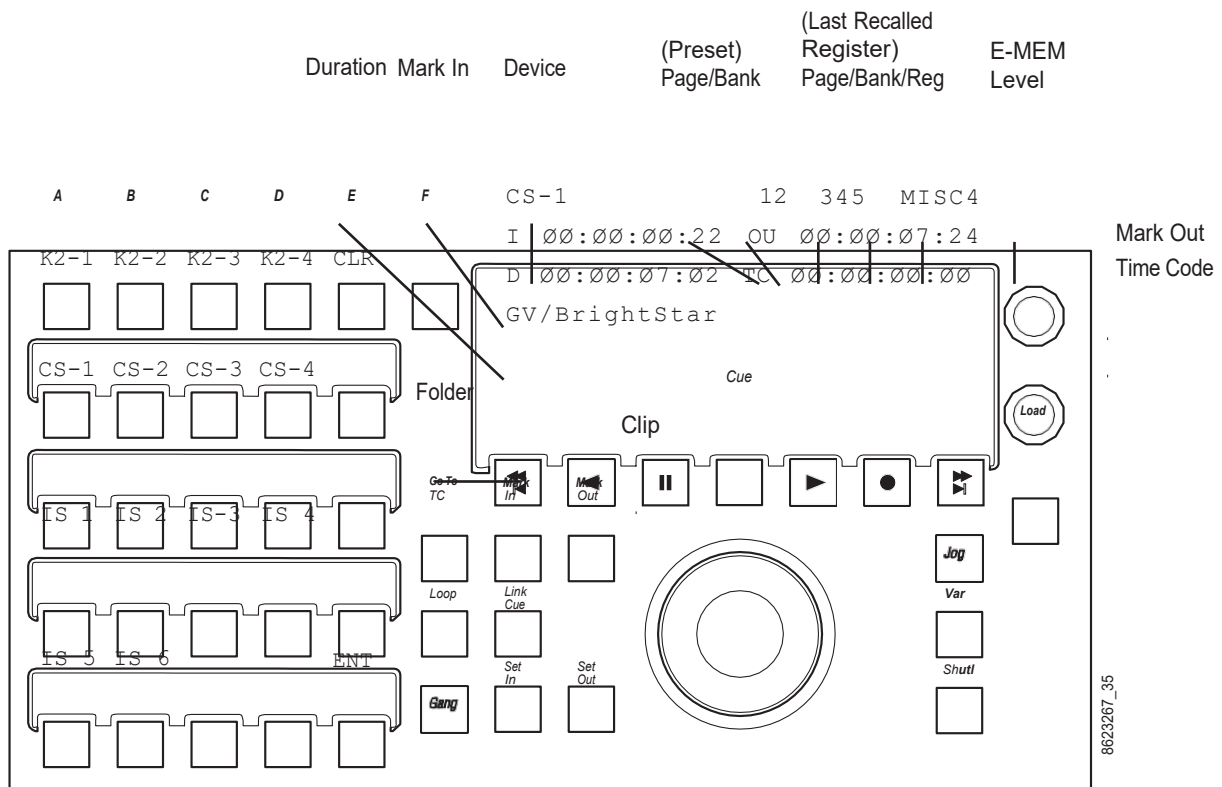 (Last Recalled
(Preset) Register) E-MEM
Duration Mark In Device Page/Bank Page/Bank/Reg Level
A B C D E F CS-1 12 345 MISC4
I ØØ:ØØ:ØØ:22 OU ØØ:ØØ:Ø7:24 Mark Out
K2-1 K2-2 K2-3 K2-4 CLR D ØØ:ØØ:Ø7:Ø2 TC ØØ:ØØ:ØØ:ØØ Time Code
GV/BrightStar
CS-1 CS-2 CS-3 CS-4 Cue
Folder Load
Clip
Go To Mark Mark
TC In Out
IS 1 IS 2 IS-3 IS 4
Jog
Loop Link Var
Cue
IS 5 IS 6 ENT Set Set Shutl
In Out
Gang
8623267_35